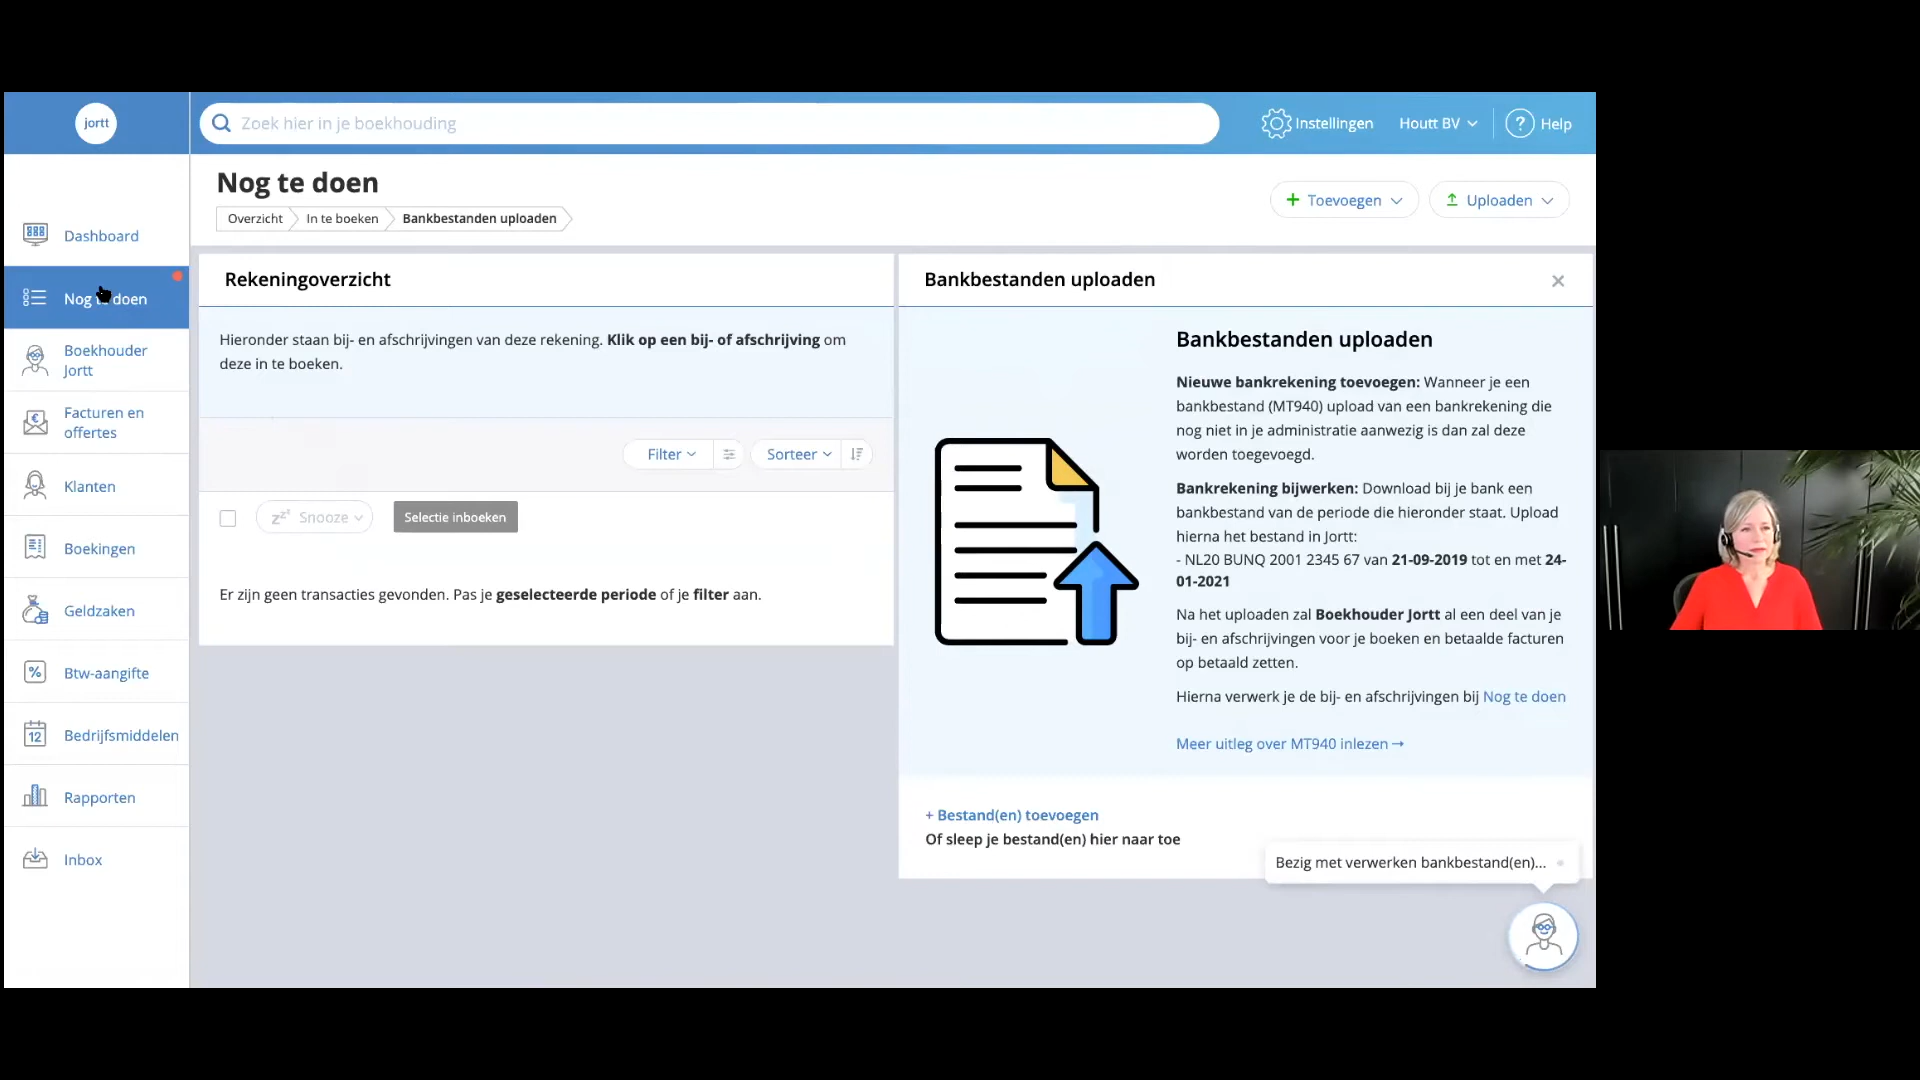 jortt
Zoek hier in je boekhouding
Instellingen
Houtt BV
? Help
Nog te doen
Overzicht
In te boeken
Bankbestanden uploaden
+ Toevoegen
Uploaden
Dashboard
Nog te doen
Boekhouder
Jortt
Facturen en
offertes
Klanten
Boekingen
Geldzaken
Btw-aangifte
12
Bedrijfsmiddelen
Rapporten
Inbox
Rekeningoverzicht
Hieronder staan bij- en afschrijvingen van deze rekening. Klik op een bij- of afschrijving om
deze in te boeken.
Filter
Sorteer
Snooze
Selectie inboeken
Er zijn geen transacties gevonden. Pas je geselecteerde periode of je filter aan.
Bankbestanden uploaden
Bankbestanden uploaden
Nieuwe bankrekening toevoegen: Wanneer je een
bankbestand (MT940) upload van een bankrekening die
nog niet in je administratie aanwezig is dan zal deze
worden toegevoegd.
Bankrekening bijwerken: Download bij je bank een
bankbestand van de periode die hieronder staat. Upload
hierna het bestand in Jortt:
- NL20 BUNQ 2001 2345 67 van 21-09-2019 tot en met 24-
01-2021
Na het uploaden zal Boekhouder Jortt al een deel van je
bij- en afschrijvingen voor je boeken en betaalde facturen
op betaald zetten.
Hierna verwerk je de bij- en afschrijvingen bij Nog te doen
Meer uitleg over MT940 inlezen →
+ Bestand(en) toevoegen
Of sleep je bestand(en) hier naar toe
Bezig met verwerken bankbestand(en)...